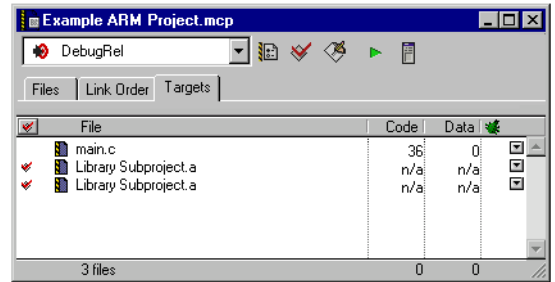 Example ARM Project.mcp
DebugRel
Files Link Order Targets
File Code Data
main.c 36 0
Library Subproject.a n/a n/a
Library Subproject.a n/a n/a
3 files 0 0